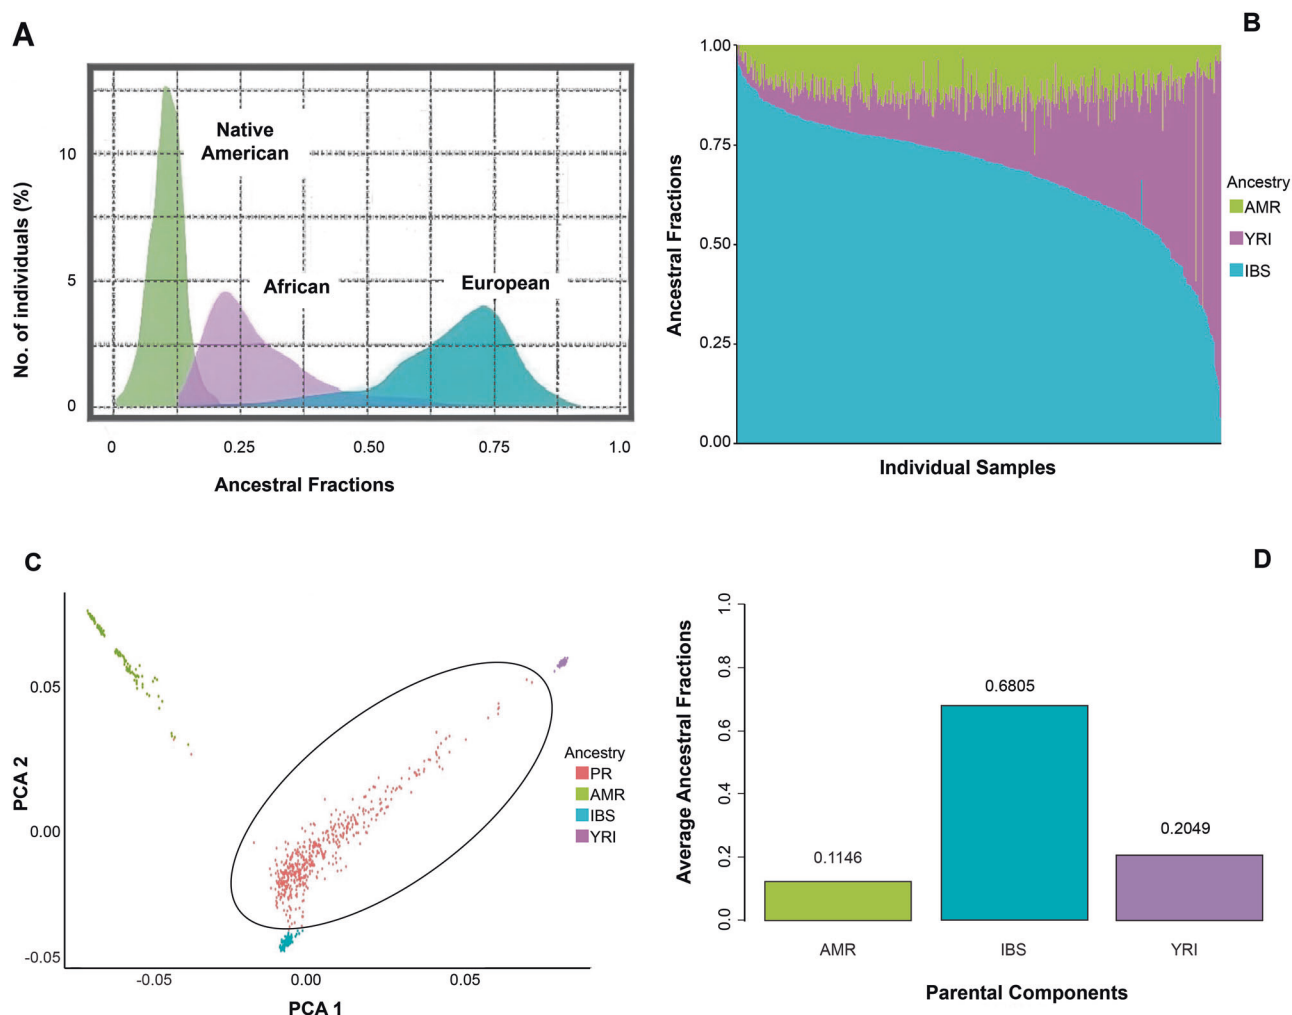 A
No. of individuals (%)
10
5
0
Native
American
African
European
0 0.25 0.50 0.75 1.0
Ancestral Fractions
B
Ancestral Fractions
1.00
0.75
0.50
0.25
0.00
Individual Samples
Ancestry
AMR
YRI
IBS
C
PCA 2
0.05
0.00
-0.05
-0.05 0.00 0.05
PCA 1
Ancestry
PR
AMR
IBS
YRI
D
Average Ancestral Fractions
1.0
0.8
0.6
0.4
0.2
0.0
0.1146
0.6805
0.2049
AMR IBS YRI
Parental Components